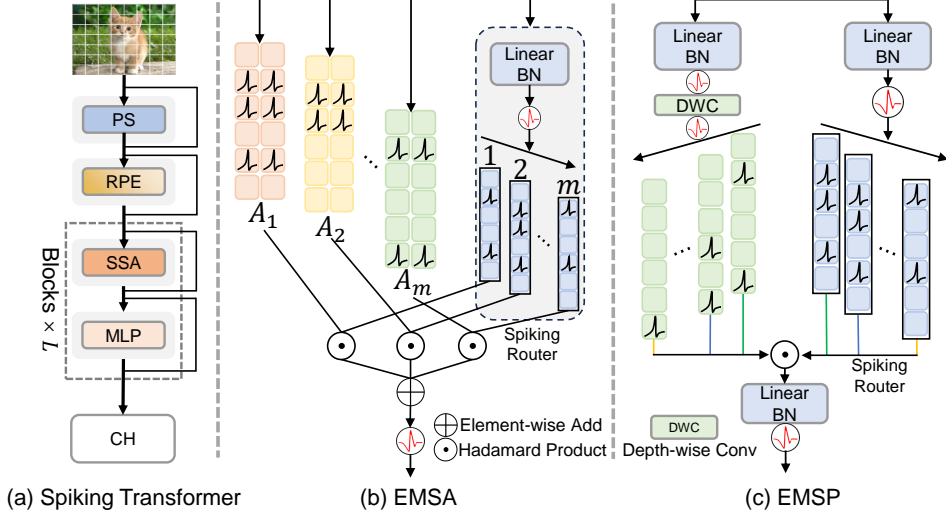 PS
RPE
SSA
MLP
Blocks × L
CH
(a) Spiking Transformer
A₁
A₂
...
Aₘ
Linear
BN
1
2
m
...
Spiking
Router
Element-wise Add
Hadamard Product
(b) EMSA
Linear
BN
DWC
Linear
BN
...
...
Spiking
Router
Linear
BN
DWC
Depth-wise Conv
(c) EMSP